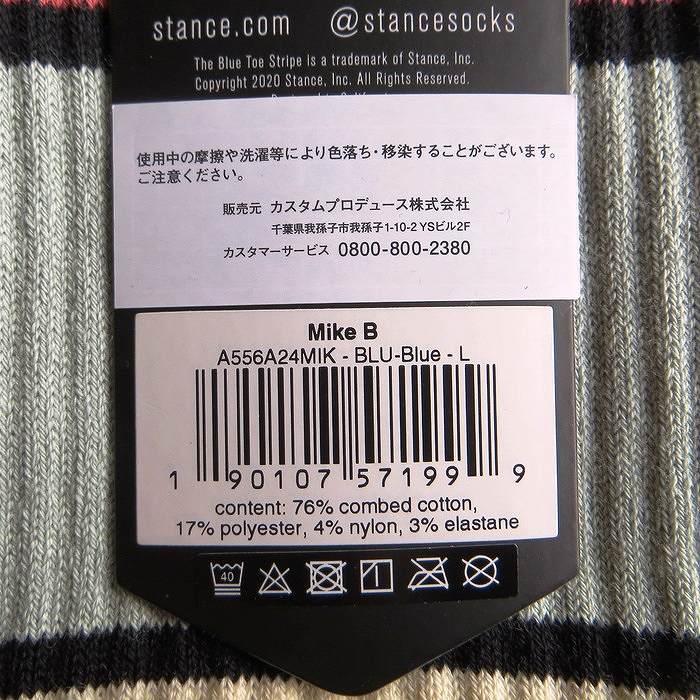 stance.com @stancesocks
The Blue Toe Stripe is a trademark of Stance, Inc.
Copyright 2020 Stance, Inc. All Rights Reserved.
使用中の摩擦や洗濯等により色落ち・移染することがございます。
ご注意ください。
販売元 カスタムプロデュース株式会社
千葉県我孫子市我孫子1-10-2 YSビル2F
カスタマーサービス 0800-800-2380
Mike B
A556A24MIK - BLU-Blue - L
1 90107 57199 9
content: 76% combed cotton,
17% polyester, 4% nylon, 3% elastane
40